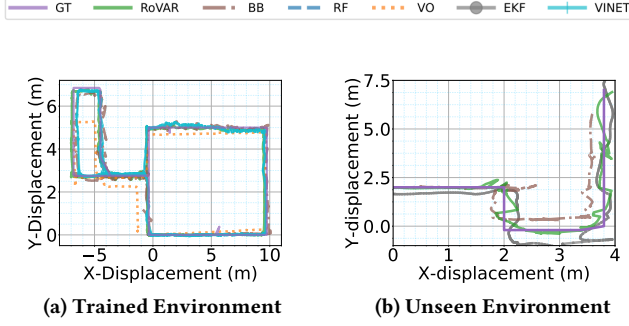 GT RoVAR BB RF VO EKF VINET
6
4
2
0
Y-Displacement (m)
−5 0 5 10
X-Displacement (m)
(a) Trained Environment
7.5
5.0
2.5
0.0
Y-displacement (m)
0 1 2 3 4
X-displacement (m)
(b) Unseen Environment